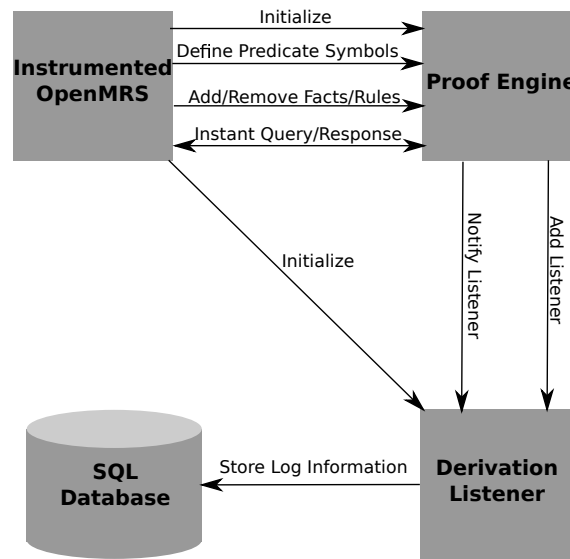 Initialize
Define Predicate Symbols
Instrumented
OpenMRS
Proof Engine
Add/Remove Facts/Rules
Instant Query/Response
Initialize
Notify Listener
Add Listener
SQL
Database
Store Log Information
Derivation
Listener